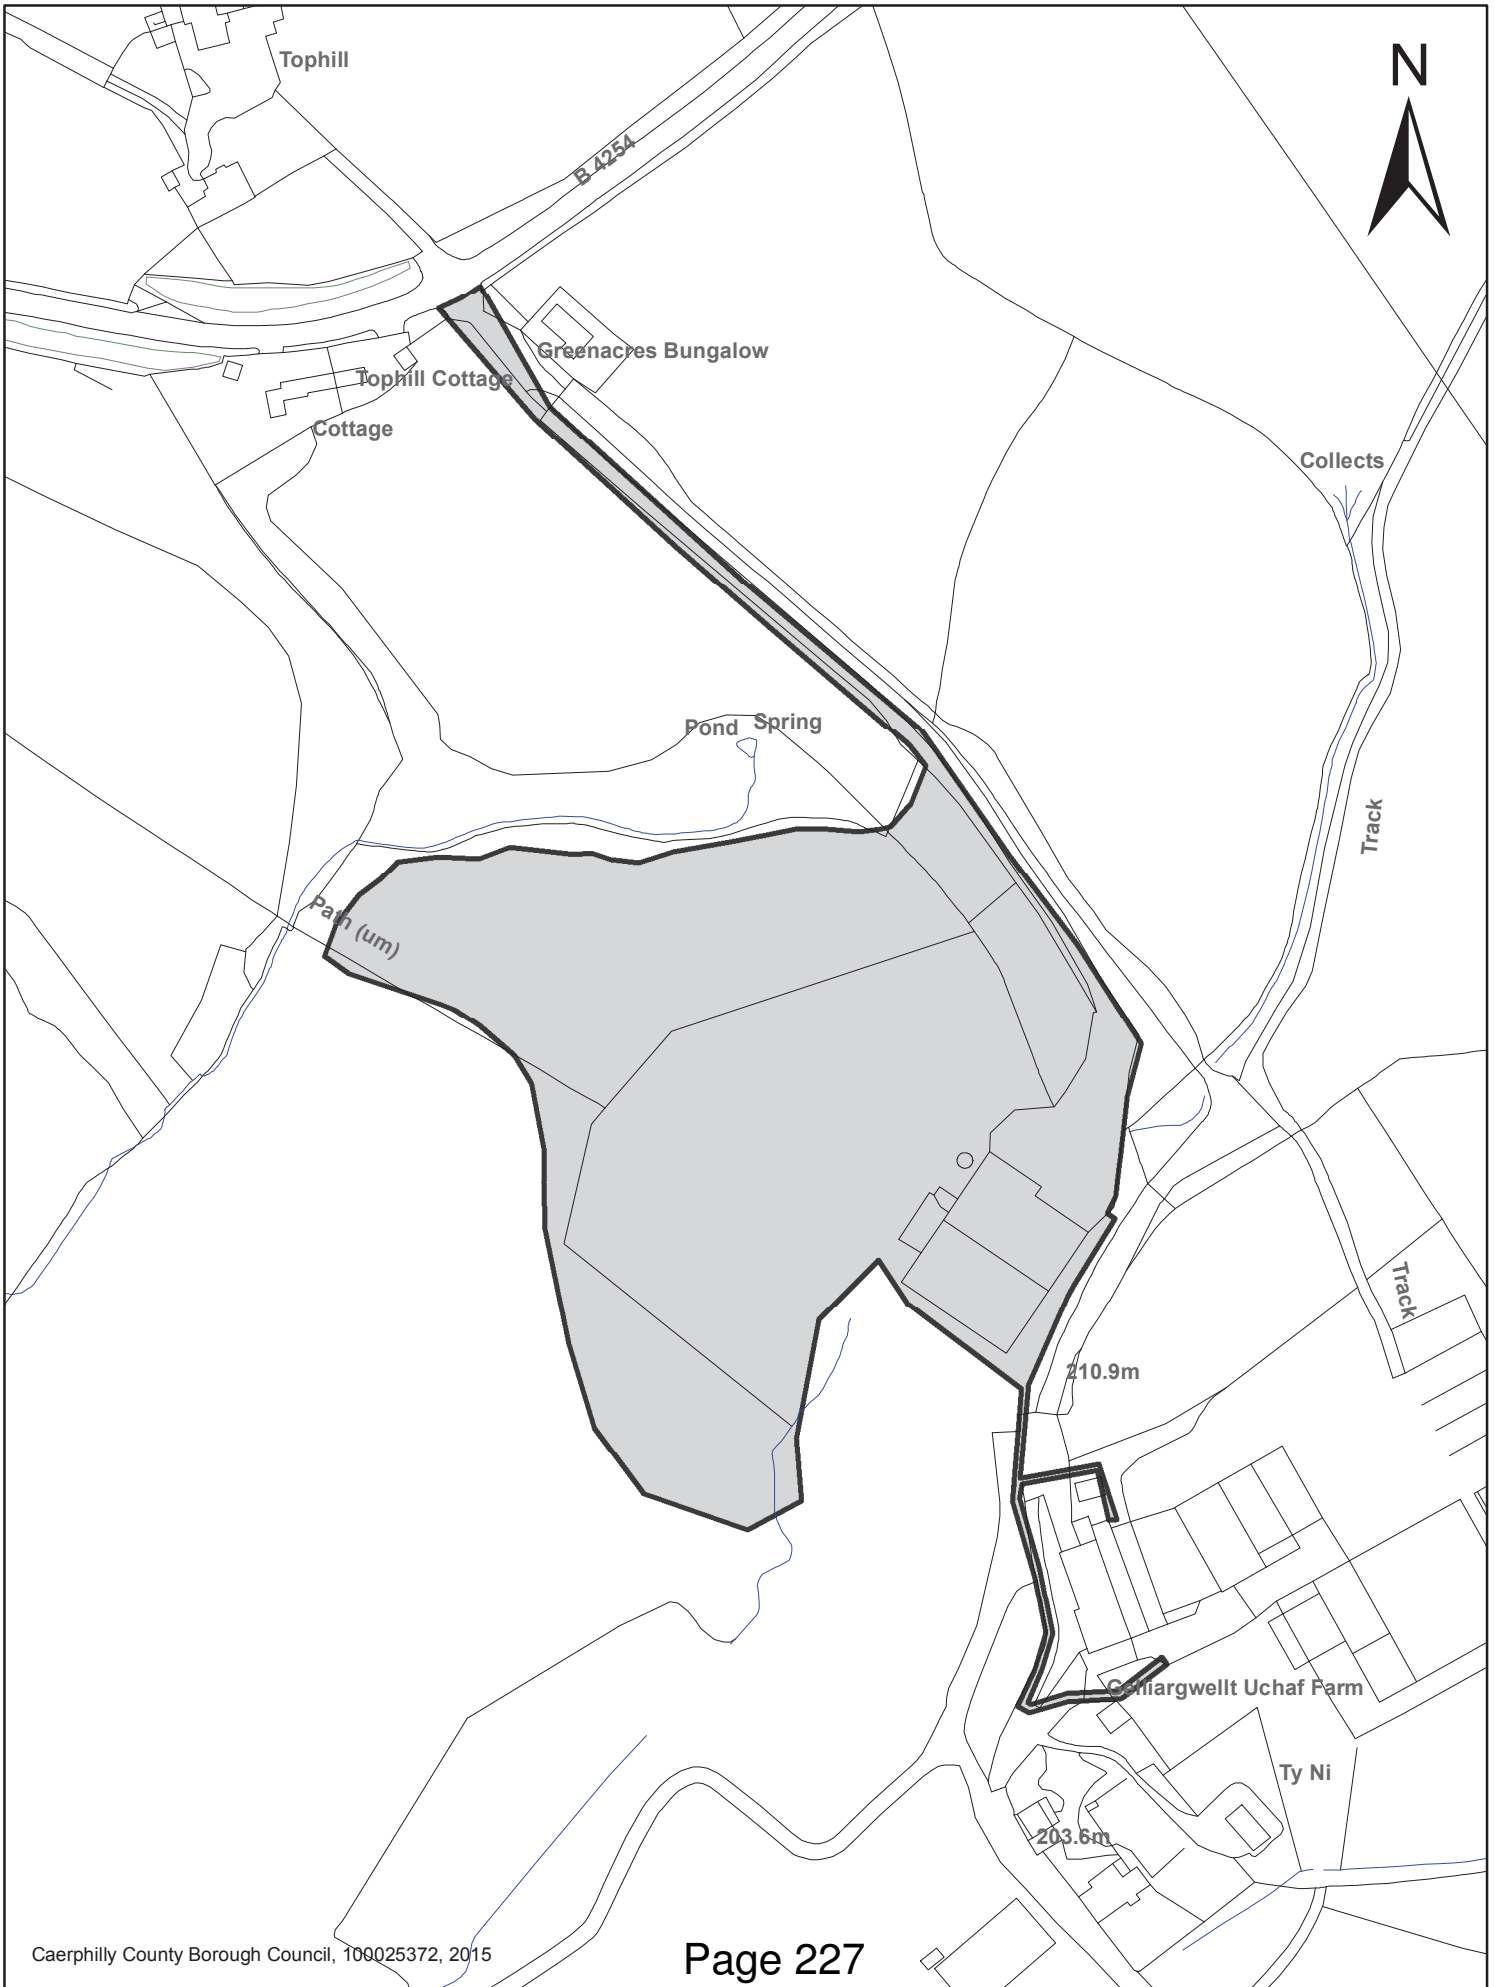 Tophill
N
B 4254
Greenacres Bungalow
Tophill Cottage
Cottage
Collects
Pond Spring
Track
Path (um)
Track
210.9m
Gelliargwellt Uchaf Farm
Ty Ni
203.6m
Caerphilly County Borough Council, 100025372, 2015
Page 227